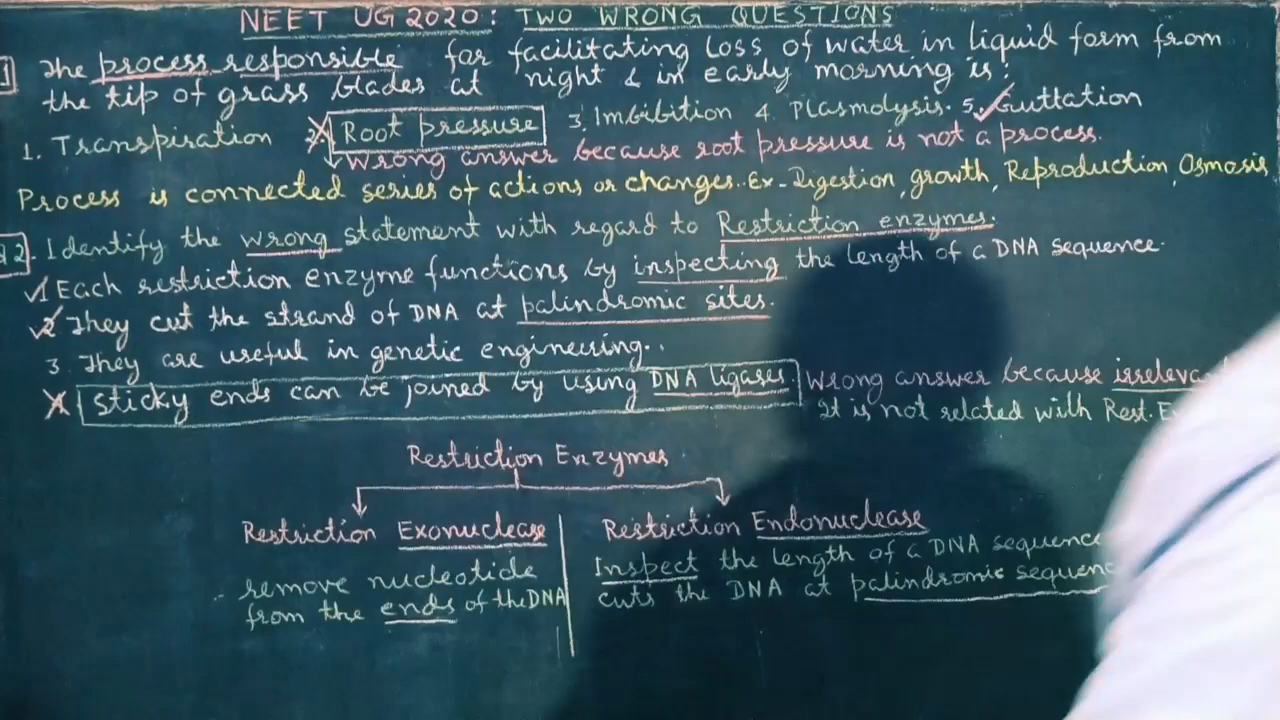 NEET UG 2020: TWO WRONG QUESTIONS
1 The process responsible for facilitating loss of water in liquid form from
the tip of grass blades at night & in early morning is:
1. Transpiration 2. Root pressure 3. Imbibition 4. Plasmolysis. 5. Guttation
Wrong answer because root pressure is not a process.
Process is connected series of actions or changes. Ex - Digestion, growth, Reproduction, Osmosis
Q2. Identify the wrong statement with regard to Restriction enzymes.
1 Each restriction enzyme functions by inspecting the length of a DNA sequence.
2 They cut the strand of DNA at palindromic sites.
3. They are useful in genetic engineering.
Sticky ends can be joined by using DNA ligases. Wrong answer because
It is not related with Rest.
Restriction Enzymes
Restriction Exonuclease
remove nucleotide
from the ends of the DNA
Restriction Endonuclease
Inspect the length of a DNA sequence
cuts the DNA at palindromic